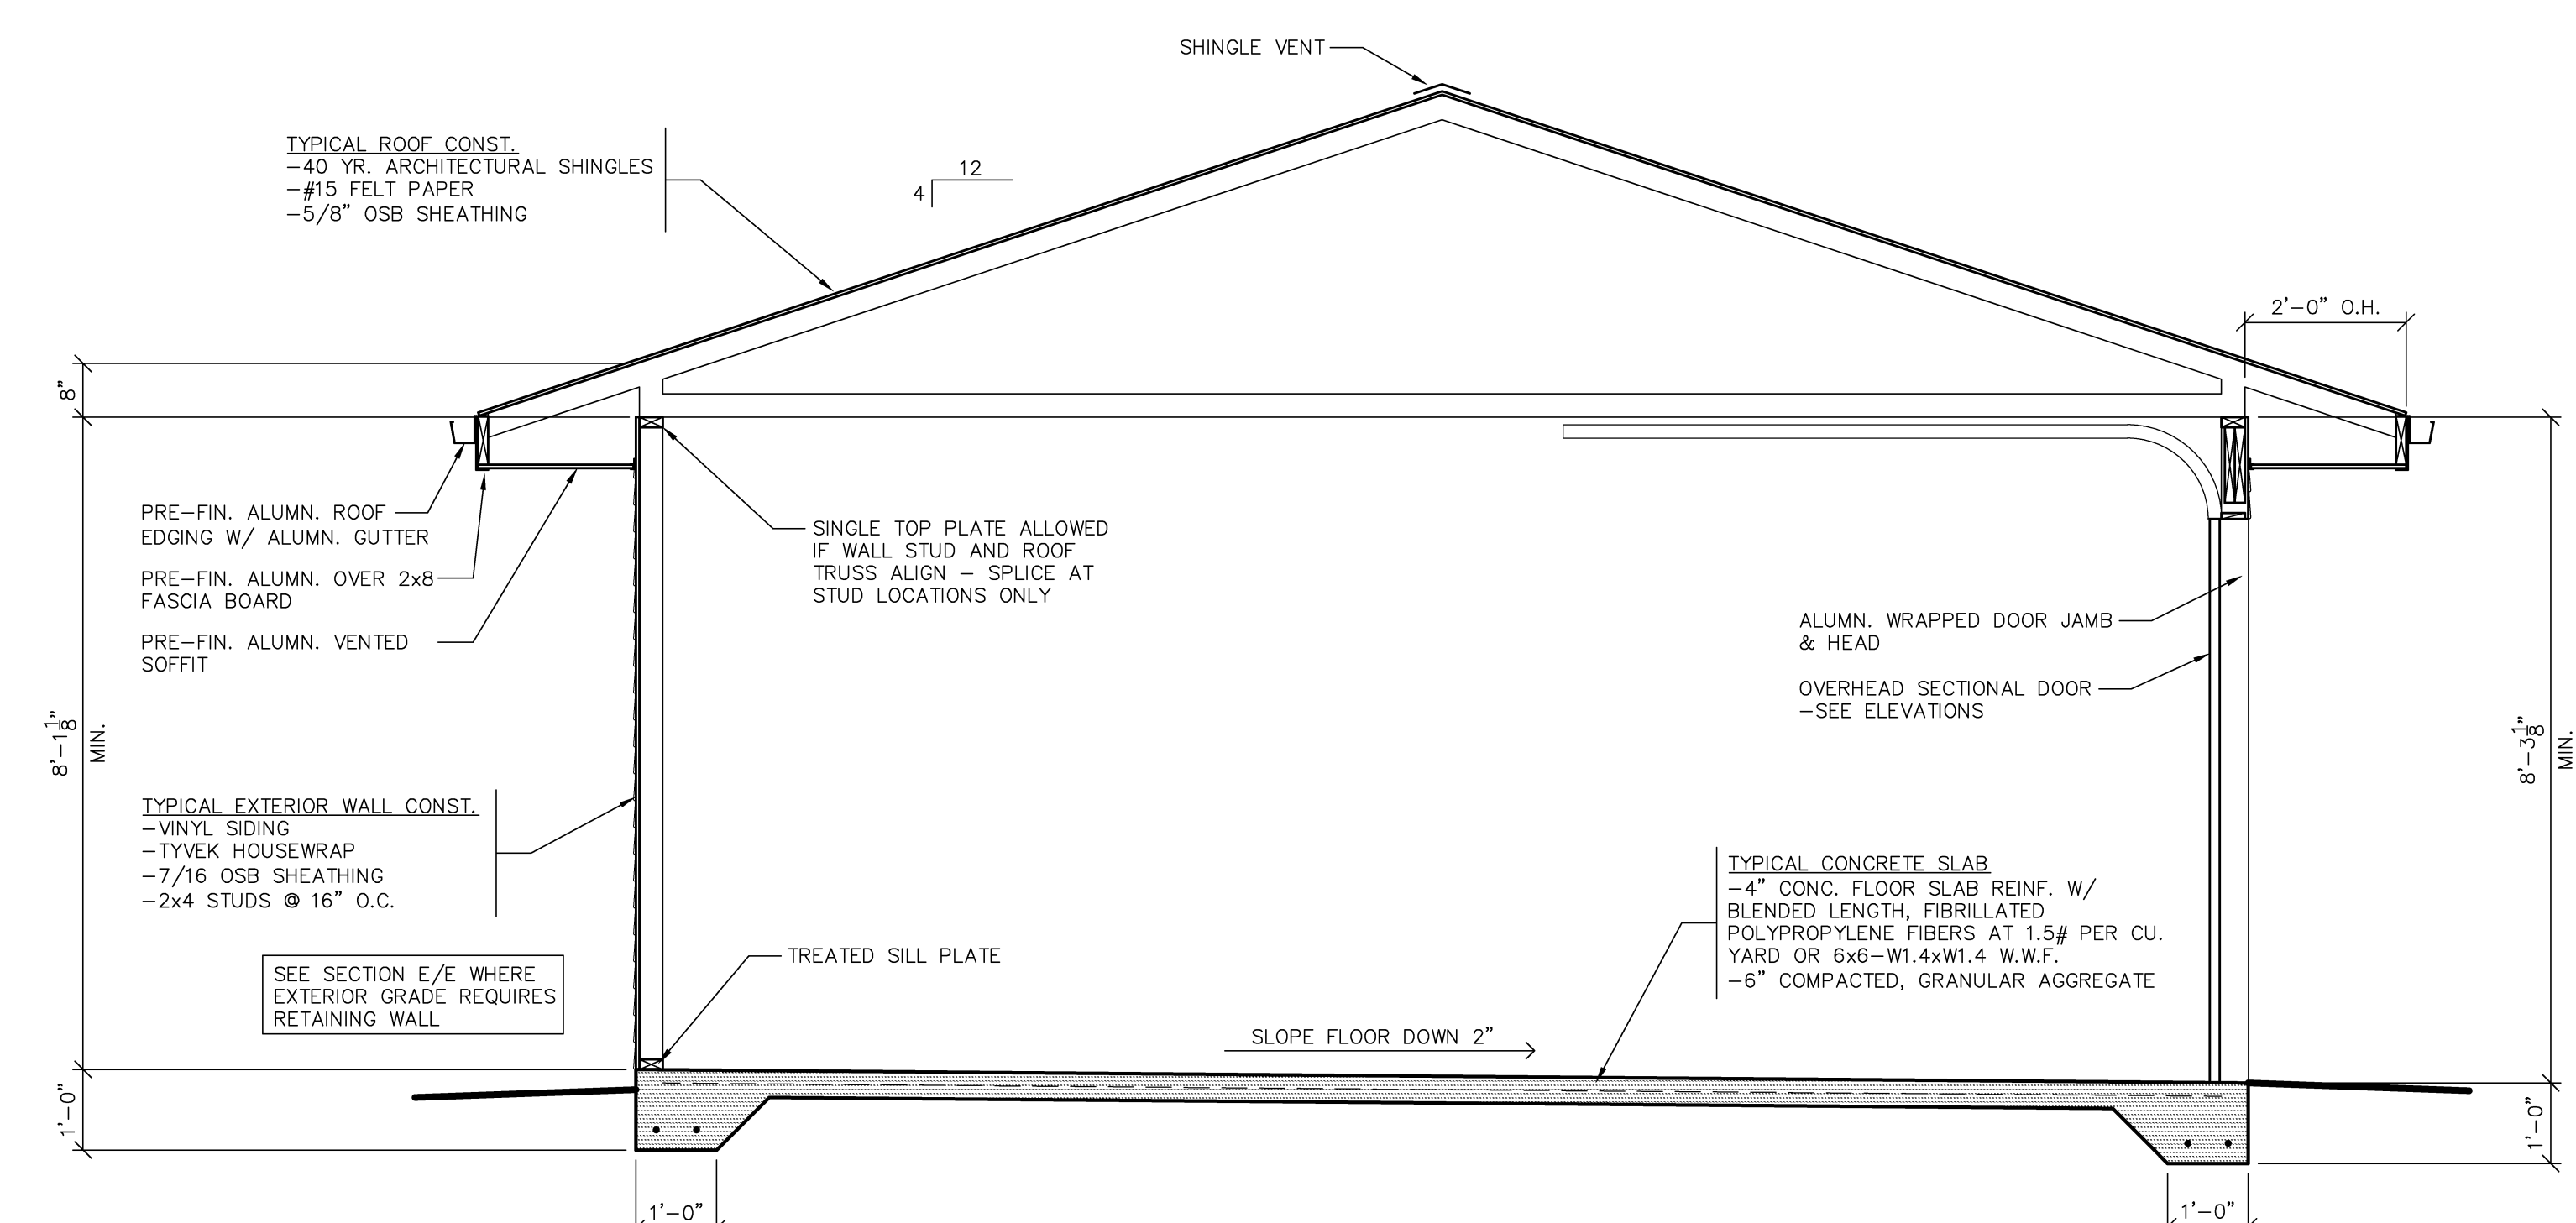 SHINGLE VENT
TYPICAL ROOF CONST.
–40 YR. ARCHITECTURAL SHINGLES
–#15 FELT PAPER
–5/8” OSB SHEATHING
12
4
2’–0” O.H.
8”
PRE–FIN. ALUMN. ROOF
EDGING W/ ALUMN. GUTTER
PRE–FIN. ALUMN. OVER 2x8
FASCIA BOARD
PRE–FIN. ALUMN. VENTED
SOFFIT
SINGLE TOP PLATE ALLOWED
IF WALL STUD AND ROOF
TRUSS ALIGN – SPLICE AT
STUD LOCATIONS ONLY
ALUMN. WRAPPED DOOR JAMB
& HEAD
OVERHEAD SECTIONAL DOOR
–SEE ELEVATIONS
8’–1 1/8”
MIN.
8’–3 1/8”
MIN.
TYPICAL EXTERIOR WALL CONST.
–VINYL SIDING
–TYVEK HOUSEWRAP
–7/16 OSB SHEATHING
–2x4 STUDS @ 16” O.C.
SEE SECTION E/E WHERE
EXTERIOR GRADE REQUIRES
RETAINING WALL
TREATED SILL PLATE
TYPICAL CONCRETE SLAB
–4” CONC. FLOOR SLAB REINF. W/
BLENDED LENGTH, FIBRILLATED
POLYPROPYLENE FIBERS AT 1.5# PER CU.
YARD OR 6x6–W1.4xW1.4 W.W.F.
–6” COMPACTED, GRANULAR AGGREGATE
SLOPE FLOOR DOWN 2”
1’–0”
1’–0”
1’–0”
1’–0”